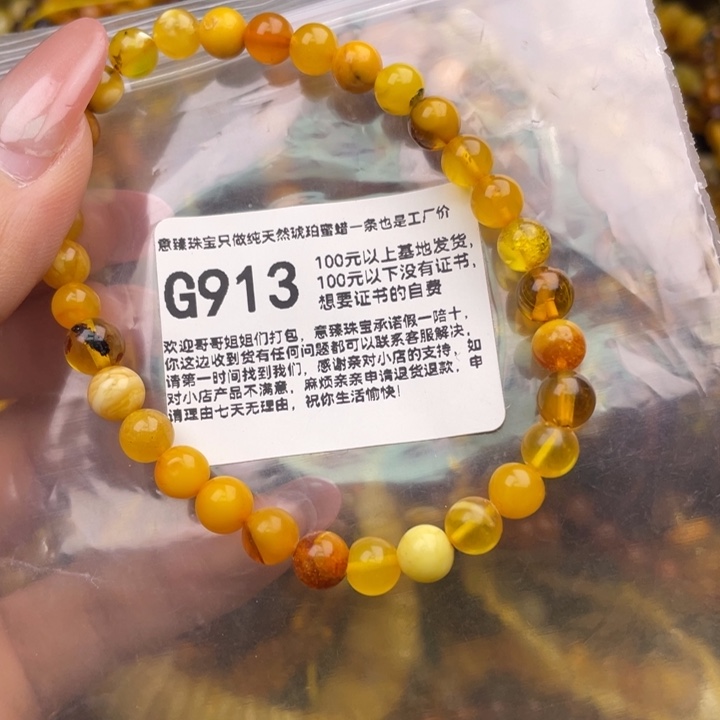 意臻珠宝只做纯天然琥珀蜜蜡一条也是工厂价
G913
100元以上基地发货，
100元以下没有证书，
想要证书的自费
欢迎哥哥姐姐们打包，意臻珠宝承诺假一赔十，
你这边收到货有任何问题都可以联系客服解决，
请第一时间找到我们，感谢亲对小店的支持，如
对小店产品不满意，麻烦亲亲申请退货退款，申
请理由七天无理由，祝你生活愉快！